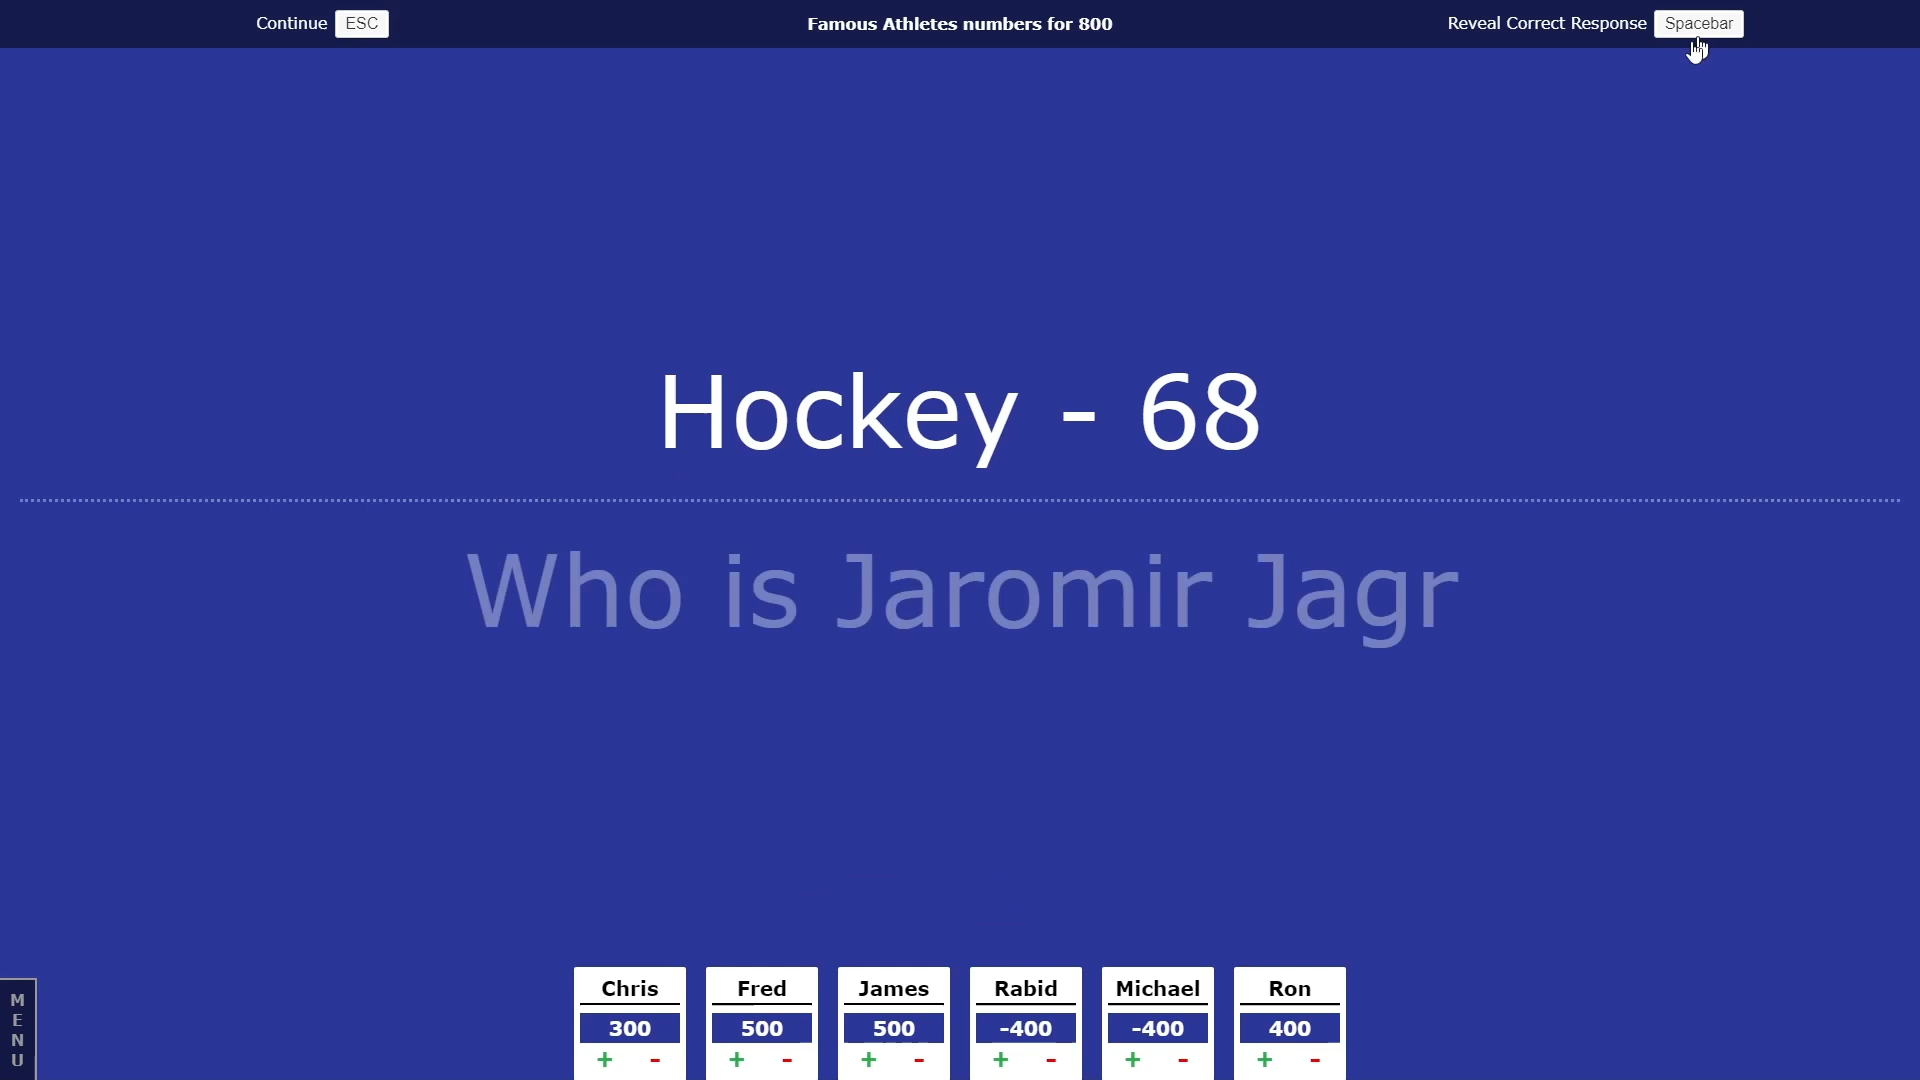 Continue ESC
Famous Athletes numbers for 800
Reveal Correct Response Spacebar
Hockey - 68
Who is Jaromir Jagr
Chris Fred James Rabid Michael Ron
300 500 500 -400 -400 400
+ - + - + - + - + - + -
MENU